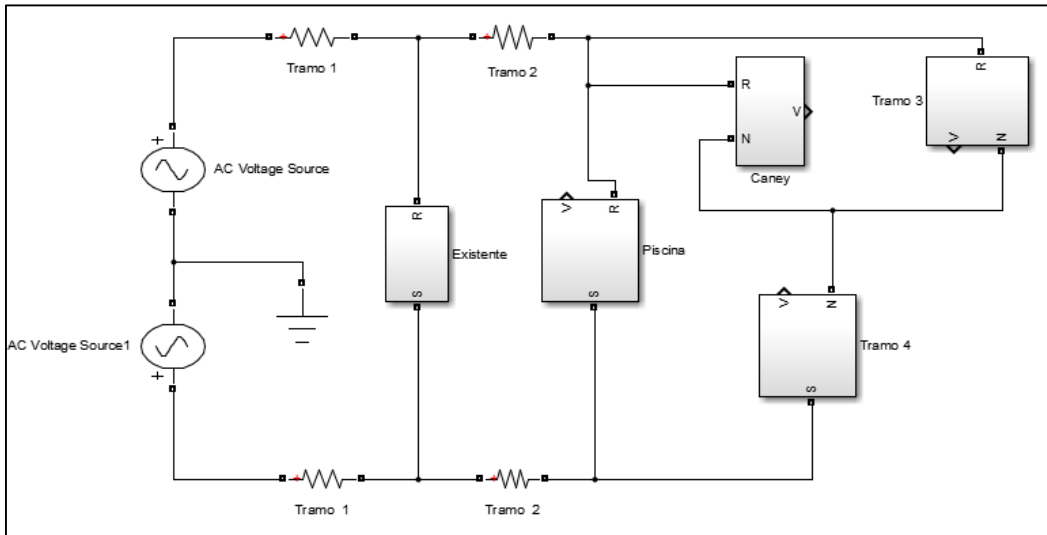 Tramo 1
Tramo 2
R
Tramo 3
V
N
R
N
V
Caney
+
AC Voltage Source
R
S
Existente
V
R
S
Piscina
AC Voltage Source1
+
V
N
S
Tramo 4
Tramo 1
Tramo 2